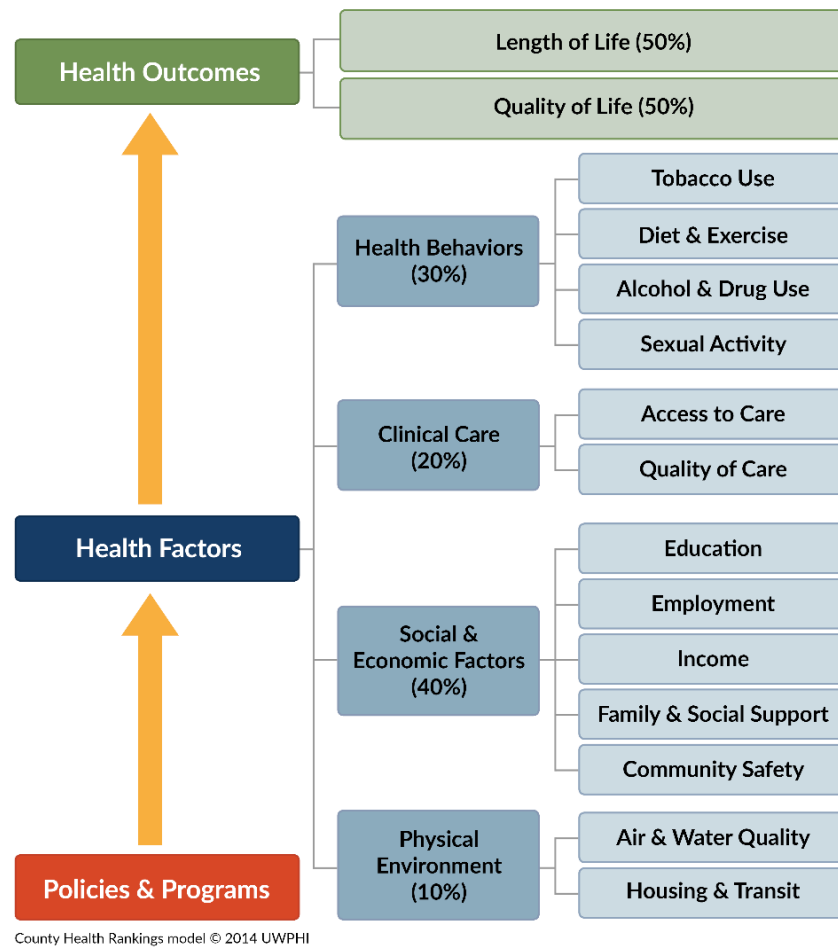 Health Outcomes
Length of Life (50%)
Quality of Life (50%)
Health Factors
Health Behaviors
(30%)
Tobacco Use
Diet & Exercise
Alcohol & Drug Use
Sexual Activity
Clinical Care
(20%)
Access to Care
Quality of Care
Social &
Economic Factors
(40%)
Education
Employment
Income
Family & Social Support
Community Safety
Physical
Environment
(10%)
Air & Water Quality
Housing & Transit
Policies & Programs
County Health Rankings model © 2014 UWPHI